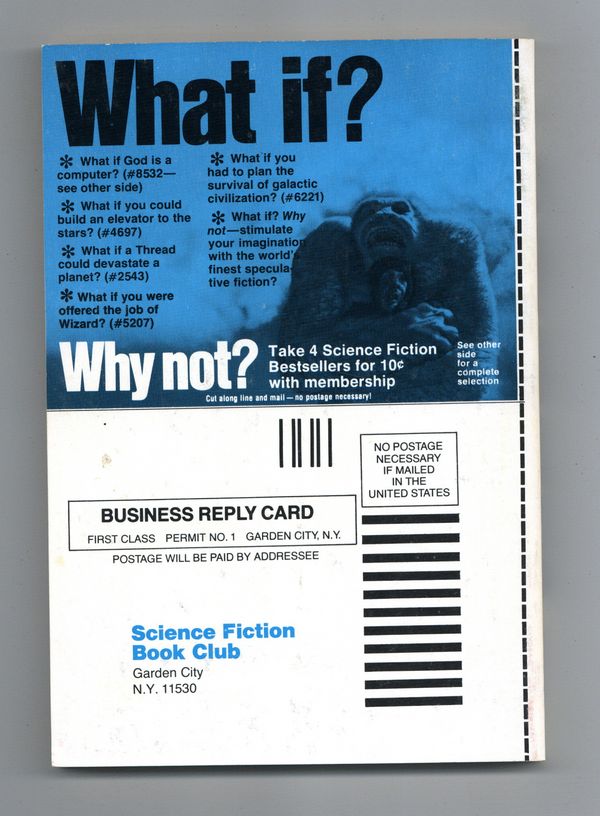 What if?
* What if God is a
computer? (#8532—
see other side)
* What if you could
build an elevator to the
stars? (#4697)
* What if a Thread
could devastate a
planet? (#2543)
* What if you were
offered the job of
Wizard? (#5207)
* What if you
had to plan the
survival of galactic
civilization? (#6221)
* What if? Why
not—stimulate
your imagination
with the world's
finest specula-
tive fiction?
Why not?
Take 4 Science Fiction
Bestsellers for 10¢
with membership
See other
side
for a
complete
selection
Cut along line and mail — no postage necessary!
NO POSTAGE
NECESSARY
IF MAILED
IN THE
UNITED STATES
BUSINESS REPLY CARD
FIRST CLASS PERMIT NO. 1 GARDEN CITY, N.Y.
POSTAGE WILL BE PAID BY ADDRESSEE
Science Fiction
Book Club
Garden City
N.Y. 11530